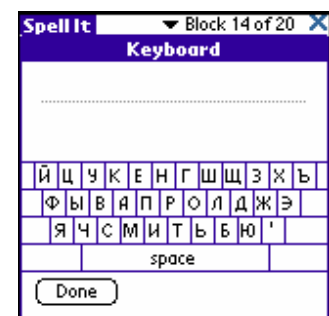 Spell It Block 14 of 20 X
Keyboard
Й Ц У К Е Н Г Ш Щ З Х Ъ
Ф Ы В А П Р О Л Д Ж Э
Я Ч С М И Т Ь Б Ю '
space
Done